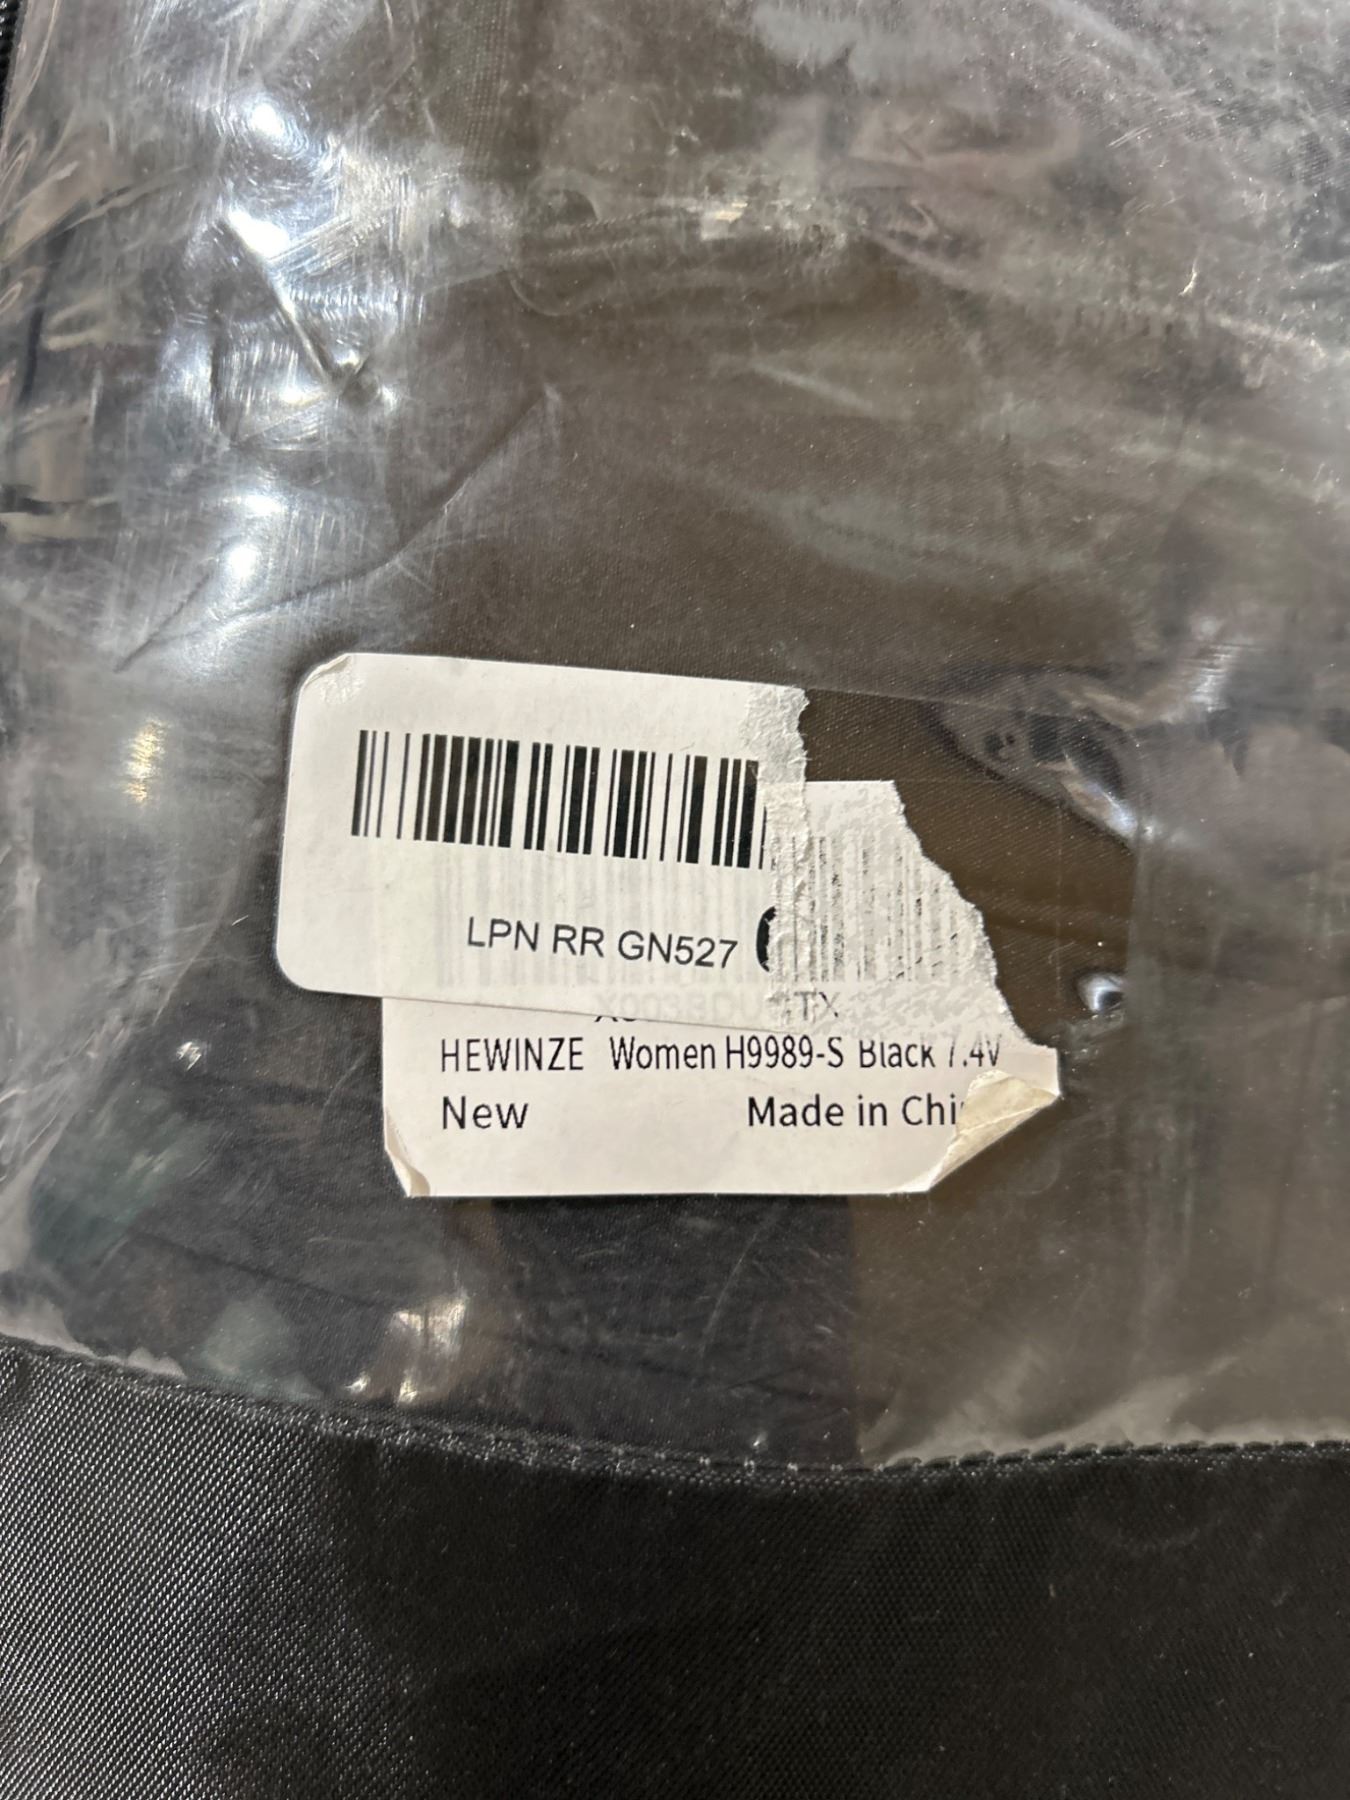 LPN RR GN527
HEWINZE Women H9989-S Black 7.4V
New Made in Chi